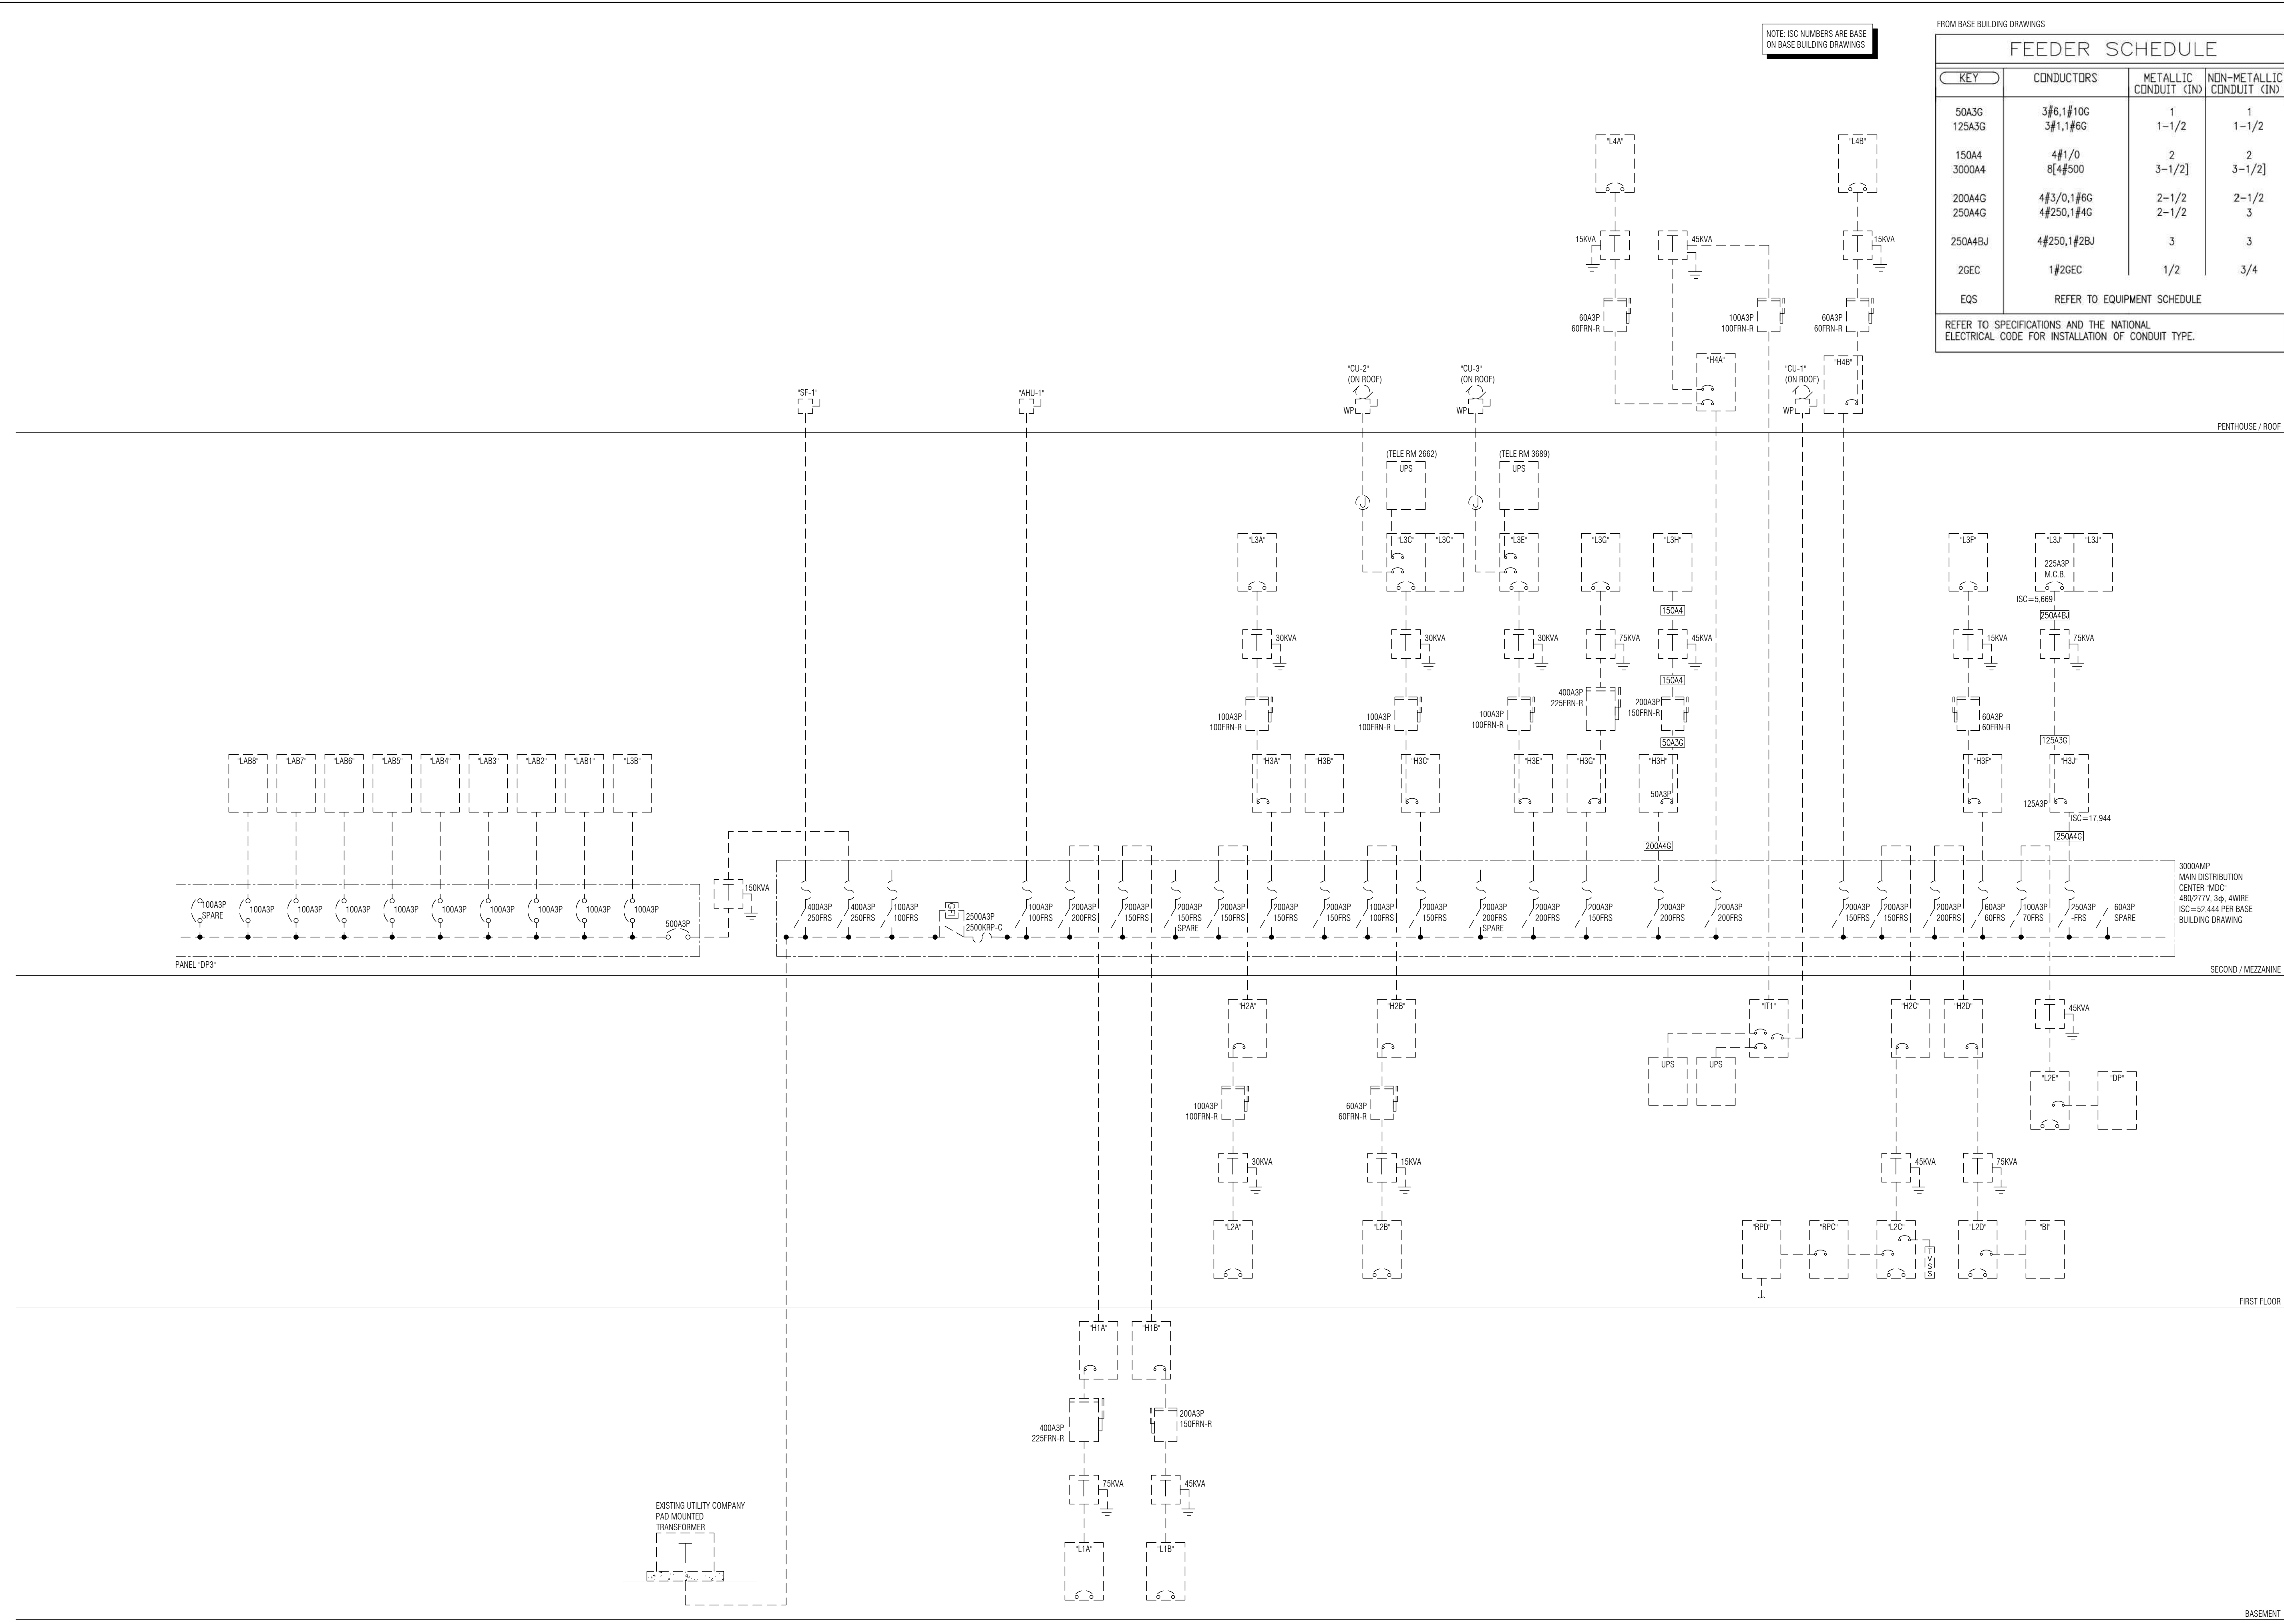 FROM BASE BUILDING DRAWINGS
NOTE: ISC NUMBERS ARE BASE
ON BASE BUILDING DRAWINGS
FEEDER SCHEDULE
KEY CONDUCTORS METALLIC CONDUIT (IN) NON-METALLIC CONDUIT (IN)
50A3G 3#6,1#10G 1 1
125A3G 3#1,1#6G 1-1/2 1-1/2
150A4 4#1/0 2 2
3000A4 8[4#500 3-1/2] 3-1/2]
200A4G 4#3/0,1#6G 2-1/2 2-1/2
250A4G 4#250,1#4G 2-1/2 3
250A4BJ 4#250,1#2BJ 3 3
2GEC 1#2GEC 1/2 3/4
EQS REFER TO EQUIPMENT SCHEDULE
REFER TO SPECIFICATIONS AND THE NATIONAL
ELECTRICAL CODE FOR INSTALLATION OF CONDUIT TYPE.
"L4A" "L4B"
15KVA 45KVA 15KVA
60A3P 100A3P 60A3P
60FRN-R 100FRN-R 60FRN-R
"H4A" "H4B"
"CU-2" "CU-3" "CU-1"
(ON ROOF) (ON ROOF) (ON ROOF)
"SF-1" "AHU-1"
WP WP WP
PENTHOUSE / ROOF
(TELE RM 2662) (TELE RM 3689)
UPS UPS
J J
"L3A" "L3C" "L3C" "L3E" "L3G" "L3H" "L3F" "L3J" "L3J"
225A3P
M.C.B.
ISC=5,669
150A4 250A4BJ
30KVA 30KVA 30KVA 75KVA 45KVA 15KVA 75KVA
150A4
400A3P 200A3P
225FRN-R 150FRN-R
100A3P 100A3P 100A3P 60A3P
100FRN-R 100FRN-R 100FRN-R 60FRN-R
50A3G 125A3G
"LAB8" "LAB7" "LAB6" "LAB5" "LAB4" "LAB3" "LAB2" "LAB1" "L3B" "H3A" "H3B" "H3C" "H3E" "H3G" "H3H" "H3F" "H3J"
50A3P 125A3P
ISC=17,944
200A4G 250A4G
3000AMP
MAIN DISTRIBUTION
CENTER "MDC"
480/277V, 3φ, 4WIRE
ISC=52,444 PER BASE
BUILDING DRAWING
150KVA
100A3P 100A3P 100A3P 100A3P 100A3P 100A3P 100A3P 100A3P 100A3P 100A3P
SPARE
500A3P
400A3P 400A3P 100A3P 2500A3P 100A3P 200A3P 200A3P 200A3P 200A3P 200A3P 200A3P 100A3P 200A3P 200A3P 200A3P 200A3P 200A3P 200A3P 200A3P 200A3P 200A3P 60A3P 100A3P 250A3P 60A3P
250FRS 250FRS 100FRS 2500KRP-C 100FRS 200FRS 150FRS 150FRS 150FRS 150FRS 150FRS 100FRS 150FRS 200FRS 200FRS 150FRS 200FRS 200FRS 150FRS 150FRS 200FRS 60FRS 70FRS -FRS SPARE
SPARE SPARE
PANEL "DP3"
SECOND / MEZZANINE
"H2A" "H2B" "IT1" "H2C" "H2D" 45KVA
UPS UPS "L2E" "DP"
100A3P 60A3P
100FRN-R 60FRN-R
30KVA 15KVA 45KVA 75KVA
"L2A" "L2B" "RPD" "RPC" "L2C" "L2D" "BI"
T
V
S
S
FIRST FLOOR
"H1A" "H1B"
400A3P 200A3P
225FRN-R 150FRN-R
75KVA 45KVA
"L1A" "L1B"
EXISTING UTILITY COMPANY
PAD MOUNTED
TRANSFORMER
BASEMENT